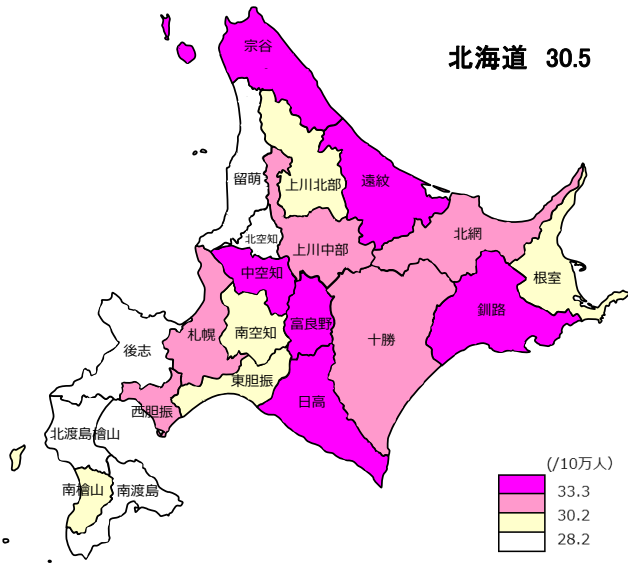 宗谷
北海道 30.5
留萌
上川北部
遠紋
北空知
上川中部
北網
中空知
根室
富良野
釧路
札幌
南空知
十勝
後志
東胆振
日高
西胆振
北渡島檜山
南檜山
南渡島
(/10万人)
33.3
30.2
28.2